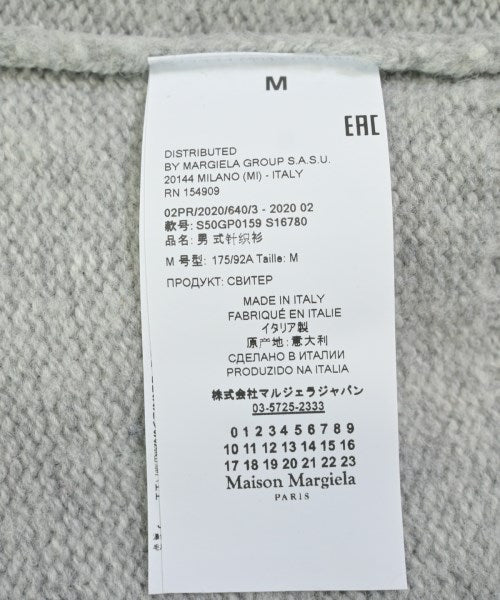 M
EAC
DISTRIBUTED
BY MARGIELA GROUP S.A.S.U.
20144 MILANO (MI) - ITALY
RN 154909
02PR/2020/640/3 - 2020 02
款号: S50GP0159 S16780
品名: 男 式针织衫
M 号型: 175/92A Taille: M
ПРОДУКТ: СВИТЕР
MADE IN ITALY
FABRIQUÉ EN ITALIE
イタリア製
原产地: 意大利
СДЕЛАНО В ИТАЛИИ
PRODUZIDO NA ITALIA
株式会社マルジェラジャパン
03-5725-2333
0 1 2 3 4 5 6 7 8 9
10 11 12 13 14 15 16
17 18 19 20 21 22 23
Maison Margiela
PARIS